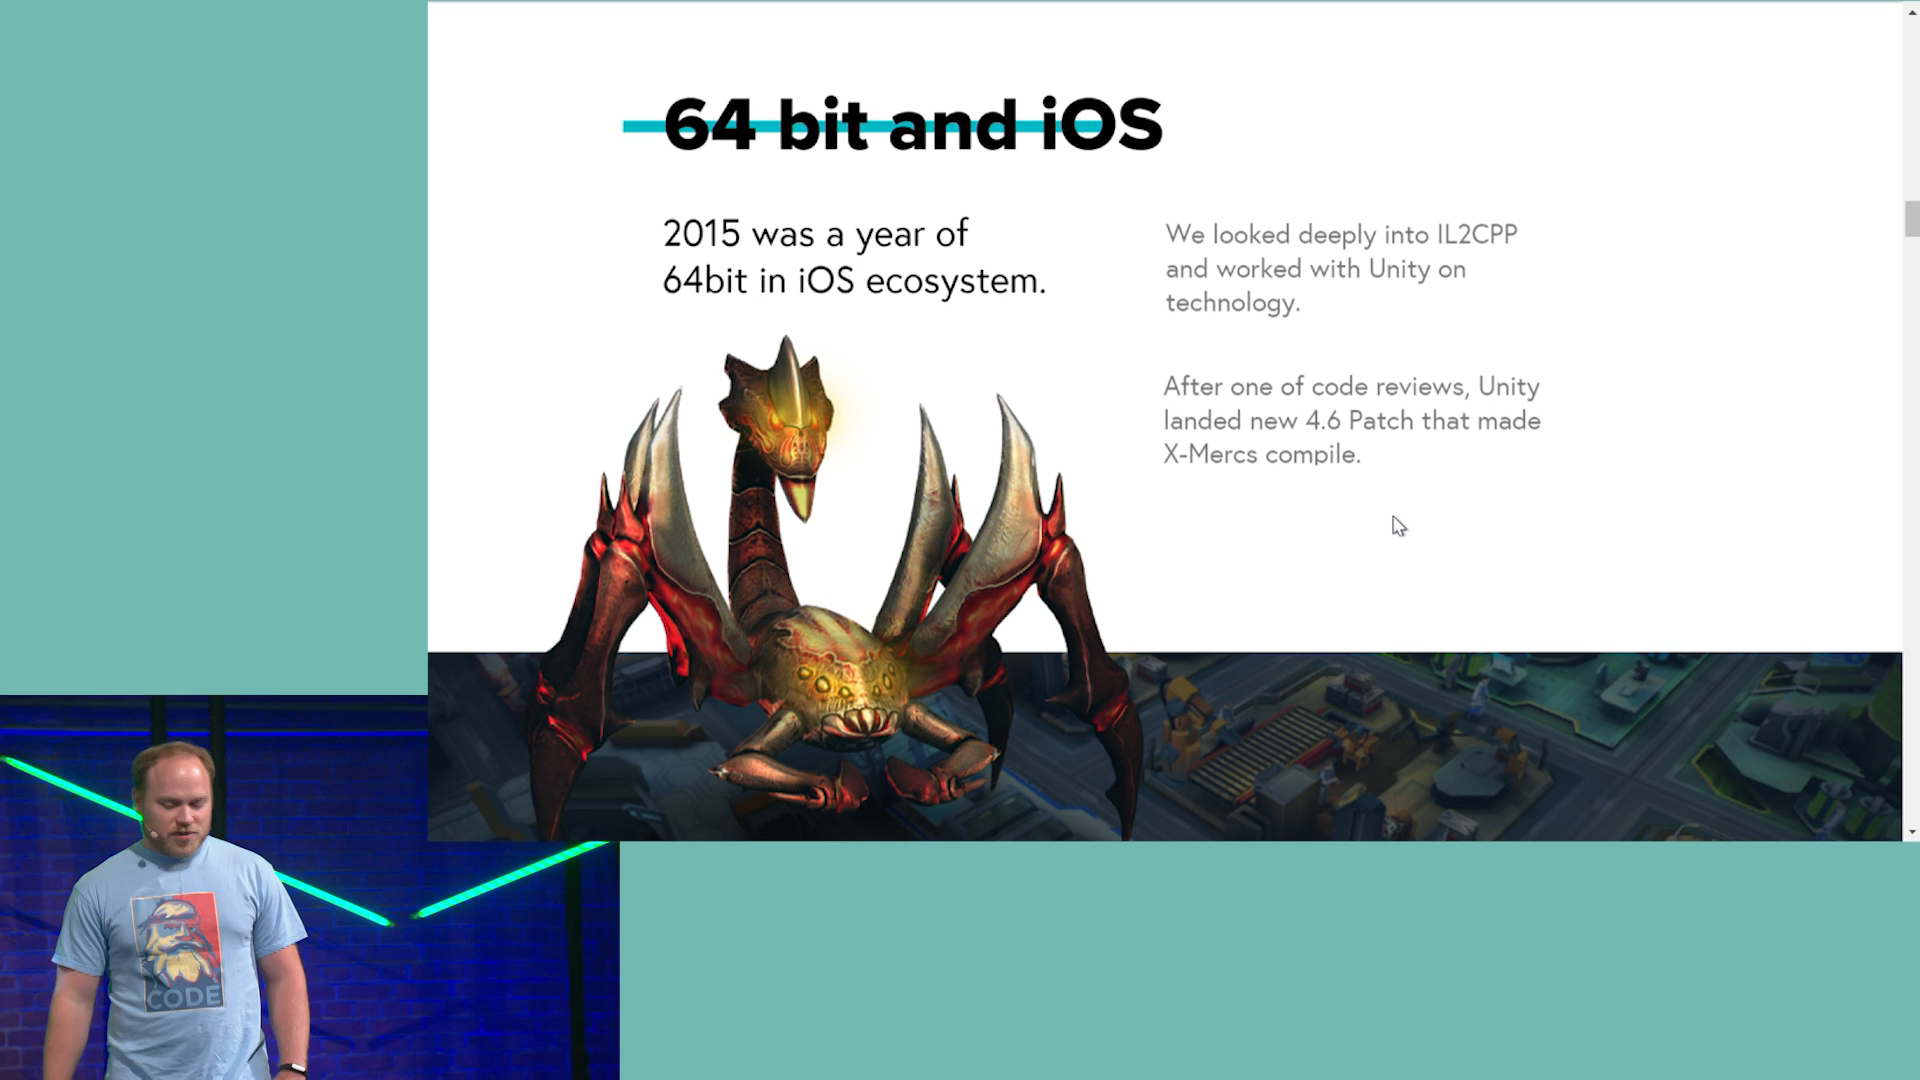 64 bit and iOS
2015 was a year of
64bit in iOS ecosystem.
We looked deeply into IL2CPP
and worked with Unity on
technology.
After one of code reviews, Unity
landed new 4.6 Patch that made
X-Mercs compile.
CODE